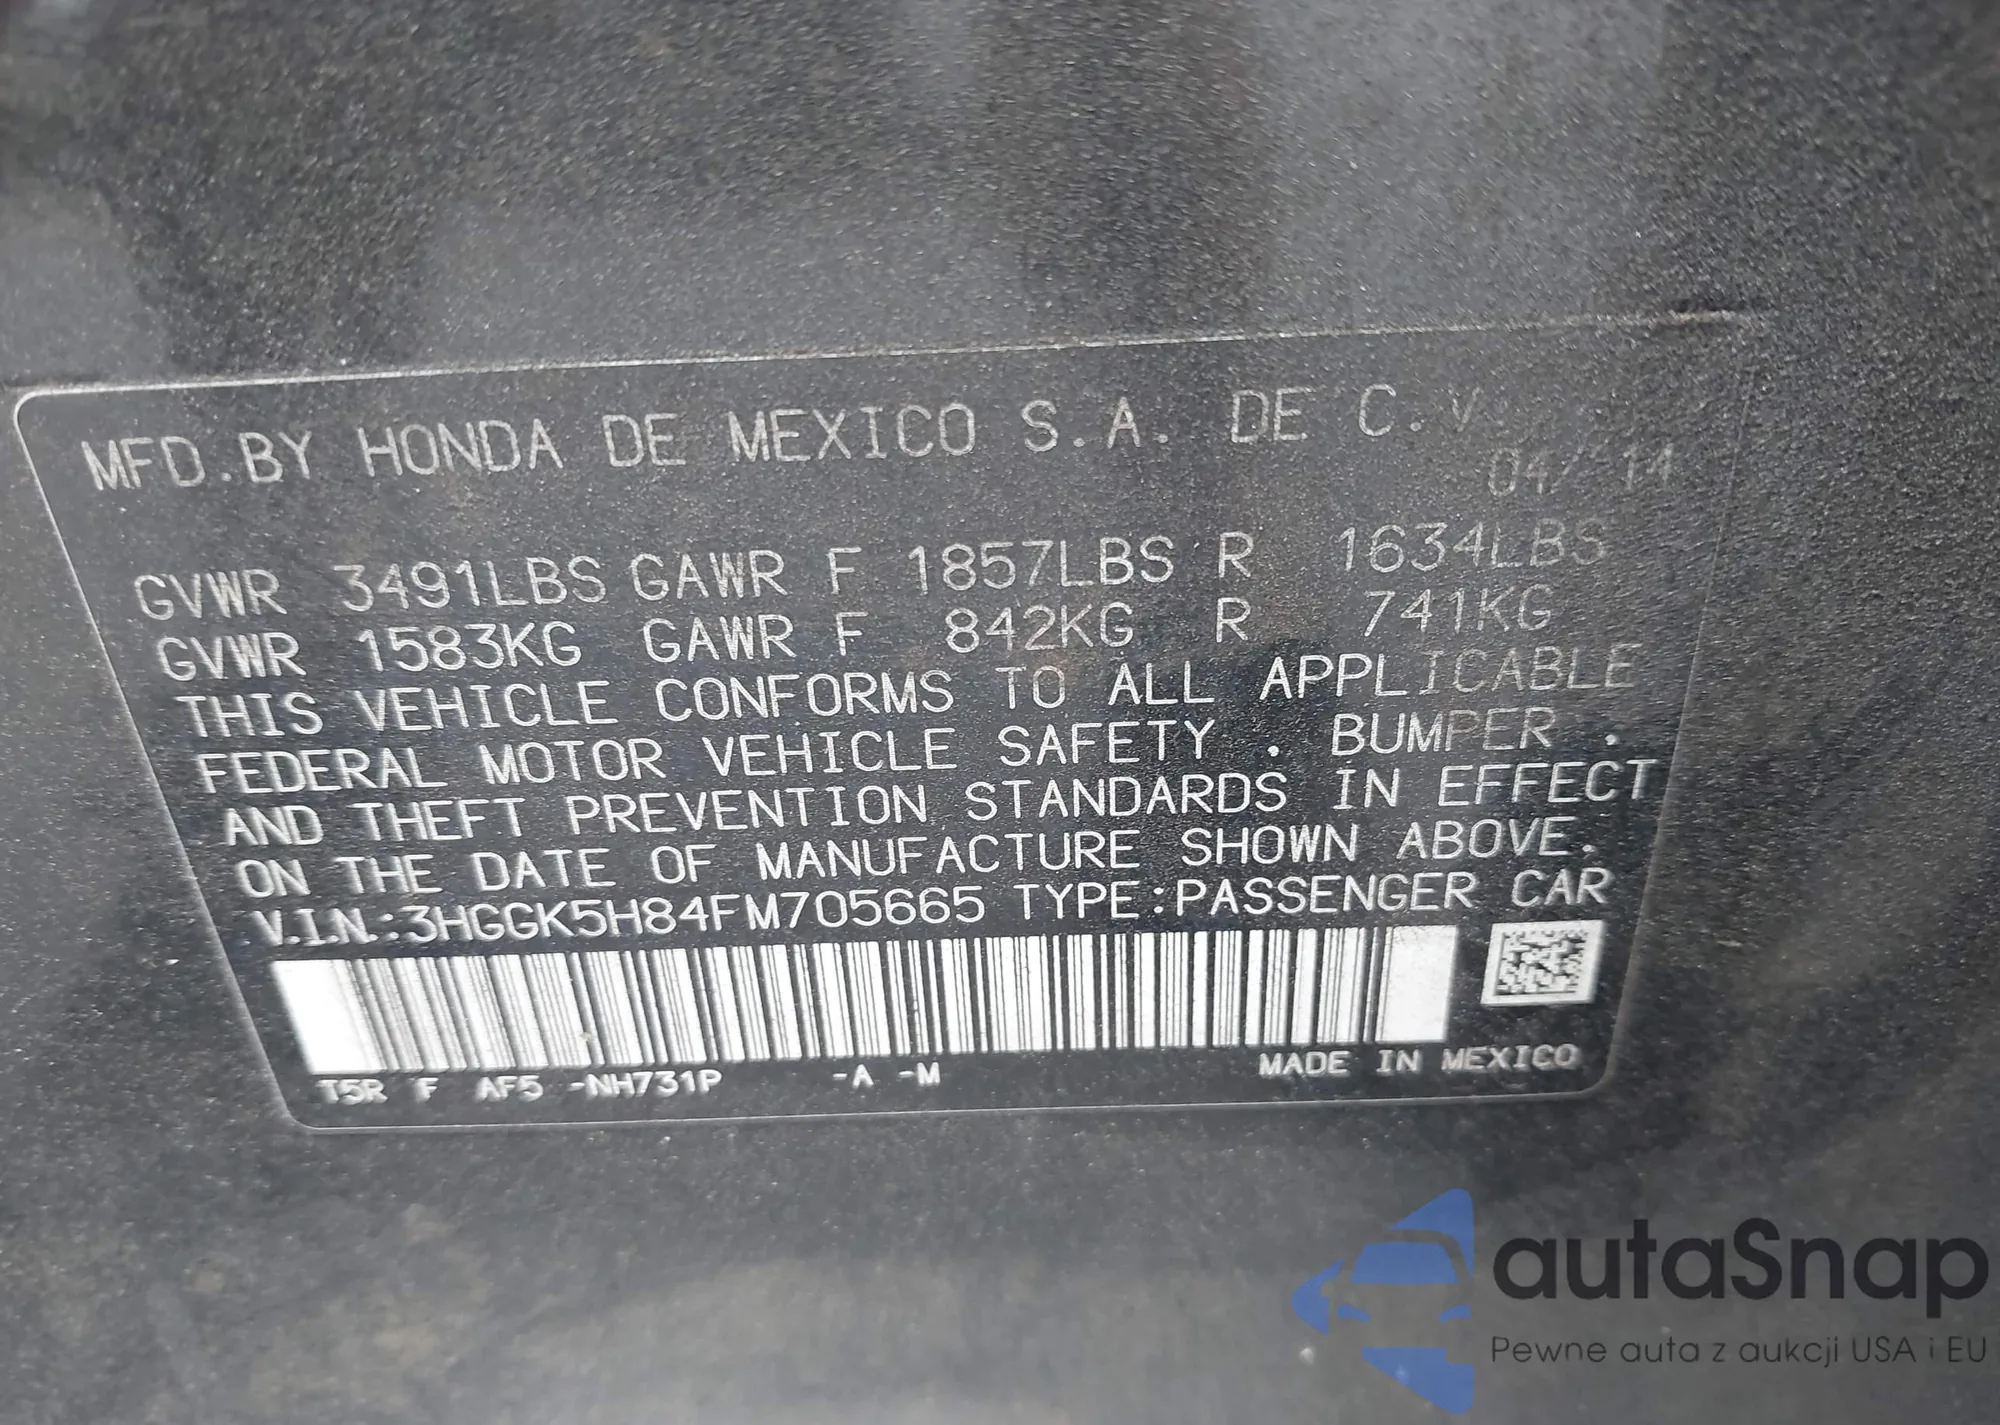 MFD.BY HONDA DE MEXICO S.A. DE C.V.
04/ 14
GVWR 3491LBS GAWR F 1857LBS R 1634LBS
GVWR 1583KG GAWR F 842KG R 741KG
THIS VEHICLE CONFORMS TO ALL APPLICABLE
FEDERAL MOTOR VEHICLE SAFETY . BUMPER .
AND THEFT PREVENTION STANDARDS IN EFFECT
ON THE DATE OF MANUFACTURE SHOWN ABOVE.
V.I.N.:3HGGK5H84FM705665 TYPE:PASSENGER CAR
T5R F AF5 -NH731P -A -M MADE IN MEXICO
autaSnap
Pewne auta z aukcji USA i EU